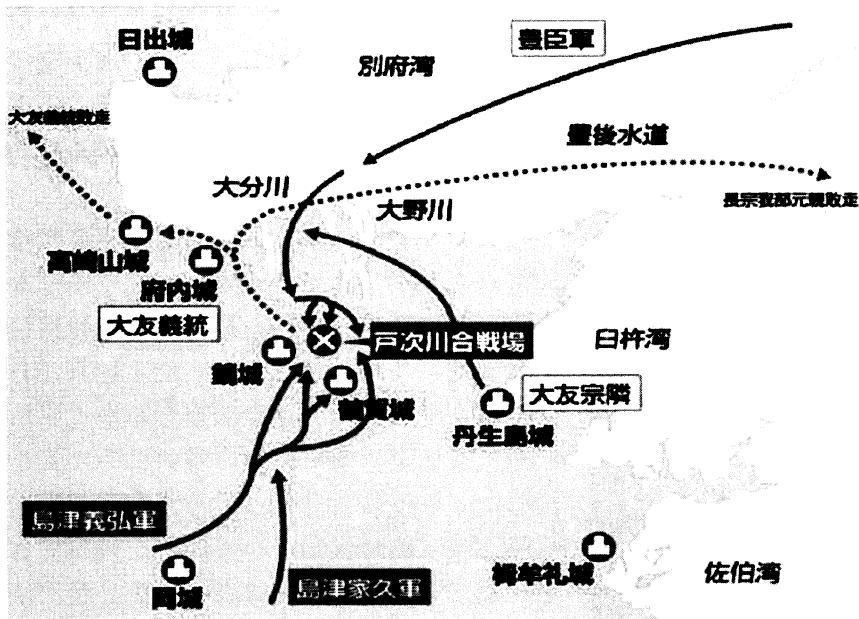 日出城
別府湾
豊臣軍
大友義統敗走
豊後水道
大分川
大野川
長宗我部元親敗走
高崎山城
府内城
大友義統
戸次川合戦場
臼杵湾
鏡城
鶴賀城
大友宗隣
丹生島城
島津義弘軍
岡城
島津家久軍
栂牟礼城
佐伯湾